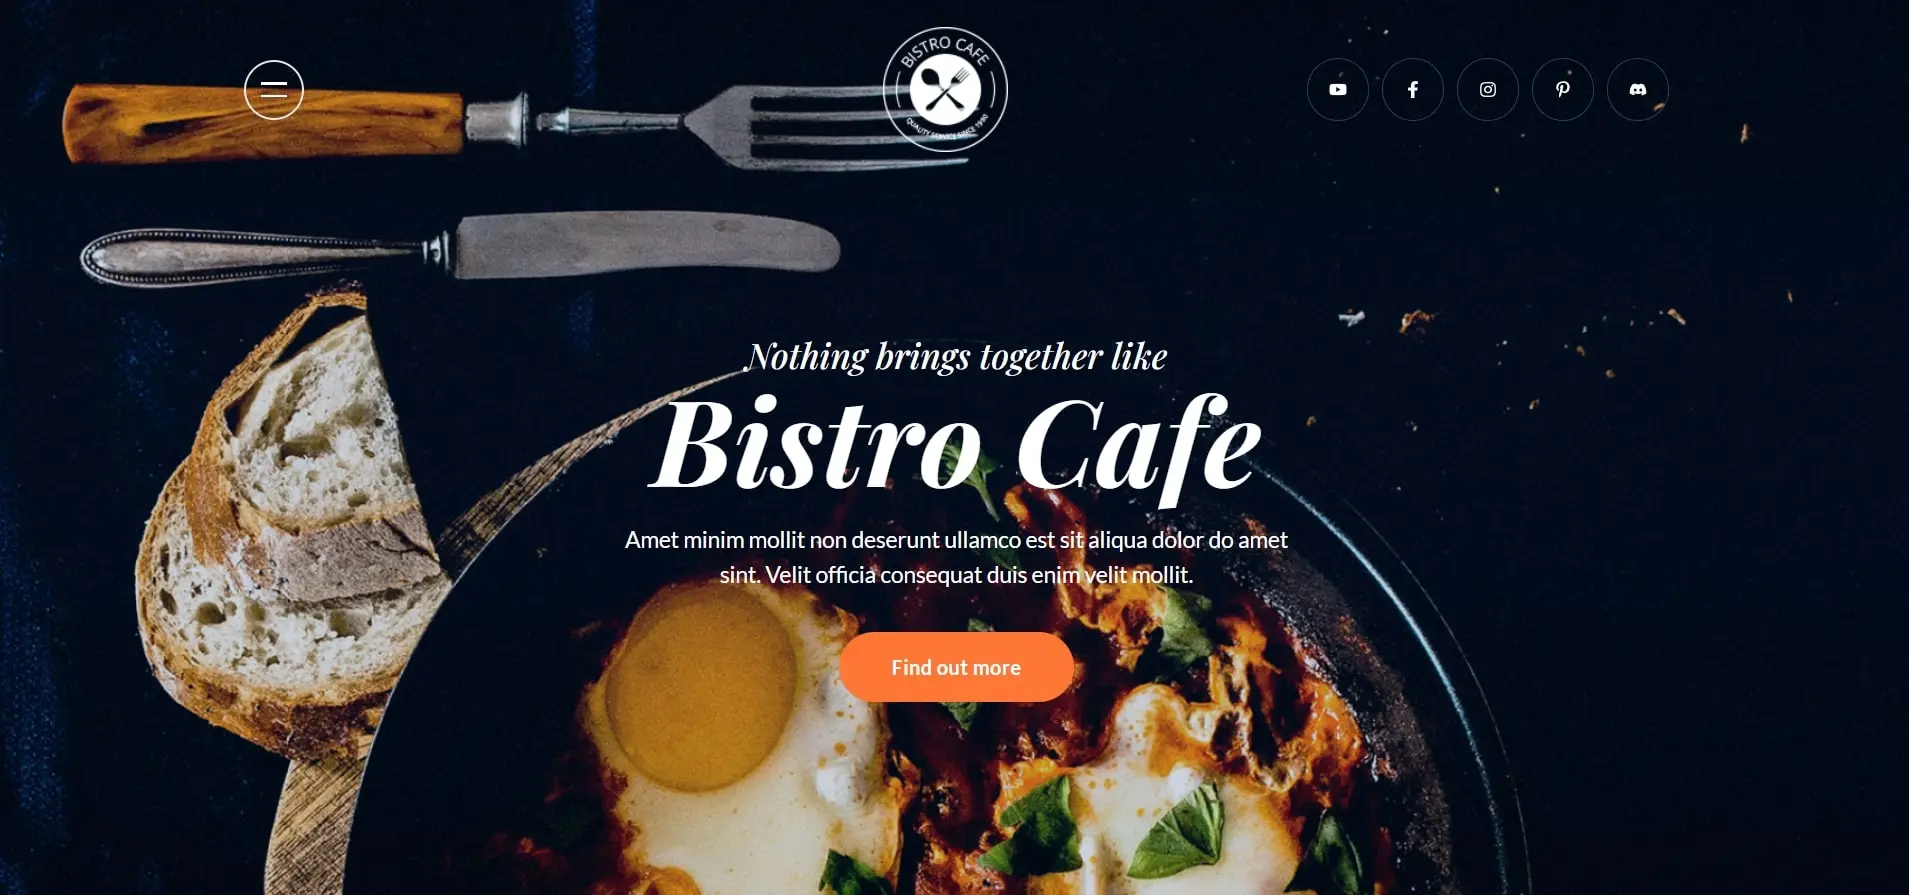 BISTRO CAFE
QUALITY SERVICE SINCE 1980
Nothing brings together like
Bistro Cafe
Amet minim mollit non deserunt ullamco est sit aliqua dolor do amet
sint. Velit officia consequat duis enim velit mollit.
Find out more